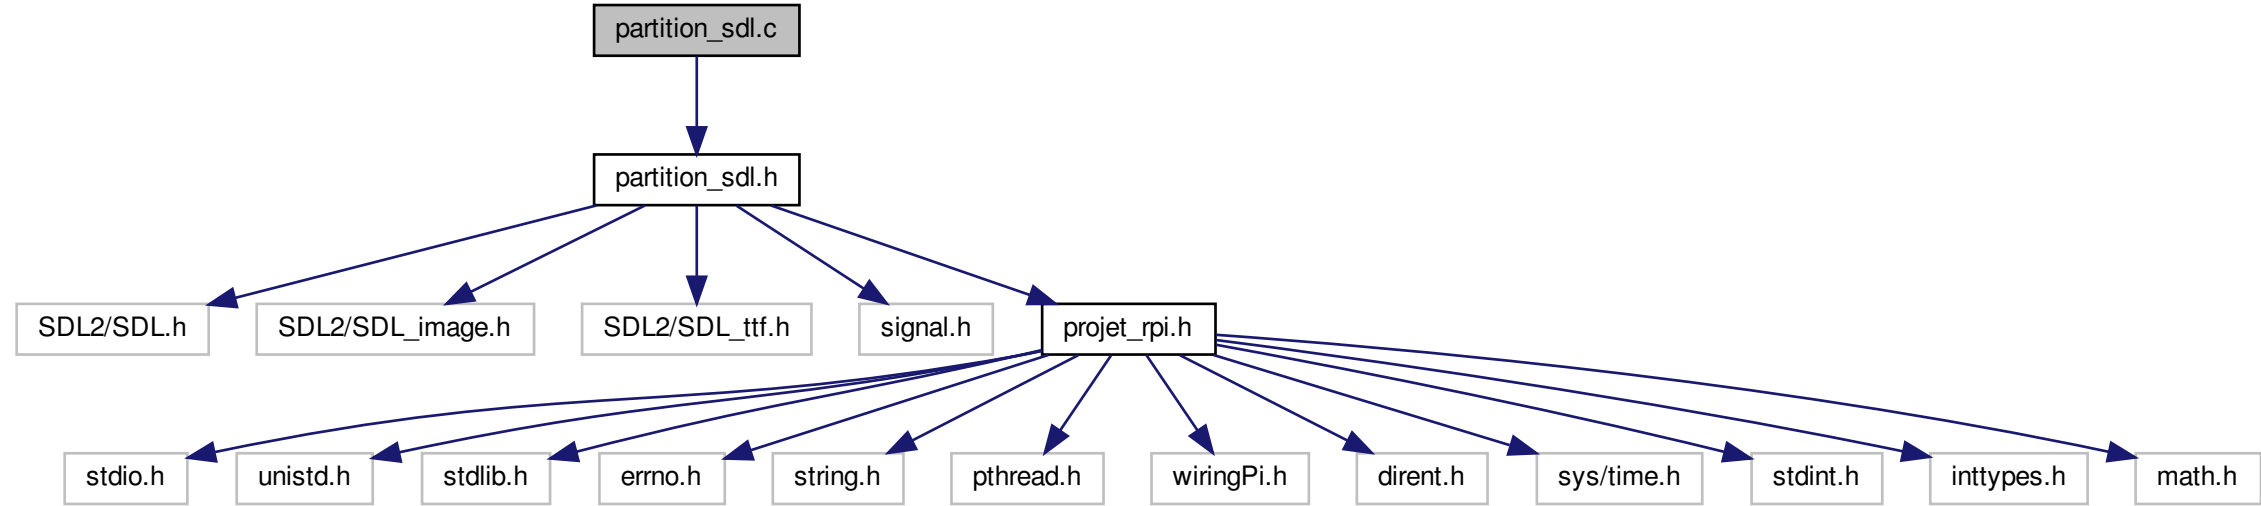 partition_sdl.c
partition_sdl.h
SDL2/SDL.h
SDL2/SDL_image.h
SDL2/SDL_ttf.h
signal.h
projet_rpi.h
stdio.h
unistd.h
stdlib.h
errno.h
string.h
pthread.h
wiringPi.h
dirent.h
sys/time.h
stdint.h
inttypes.h
math.h